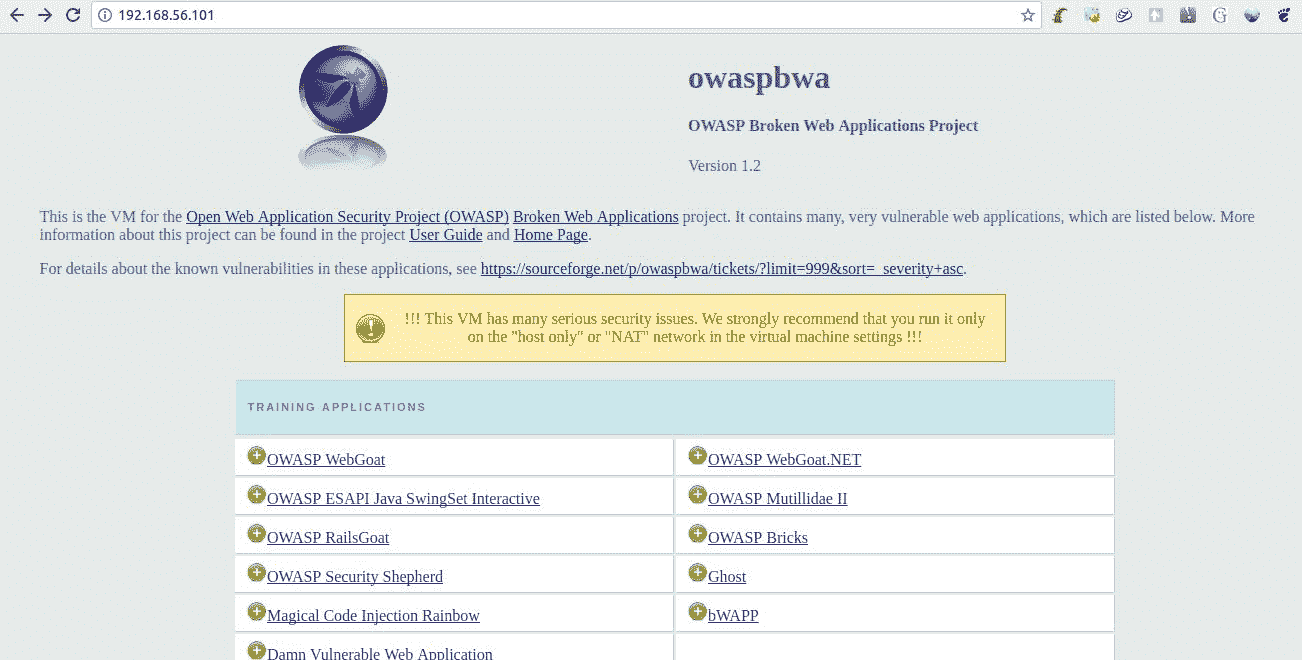 192.168.56.101
owaspbwa
OWASP Broken Web Applications Project
Version 1.2
This is the VM for the Open Web Application Security Project (OWASP) Broken Web Applications project. It contains many, very vulnerable web applications, which are listed below. More
information about this project can be found in the project User Guide and Home Page.
For details about the known vulnerabilities in these applications, see https://sourceforge.net/p/owaspbwa/tickets/?limit=999&sort=_severity+asc.
!!! This VM has many serious security issues. We strongly recommend that you run it only
on the "host only" or "NAT" network in the virtual machine settings !!!
TRAINING APPLICATIONS
OWASP WebGoat
OWASP WebGoat.NET
OWASP ESAPI Java SwingSet Interactive
OWASP Mutillidae II
OWASP RailsGoat
OWASP Bricks
OWASP Security Shepherd
Ghost
Magical Code Injection Rainbow
bWAPP
Damn Vulnerable Web Application